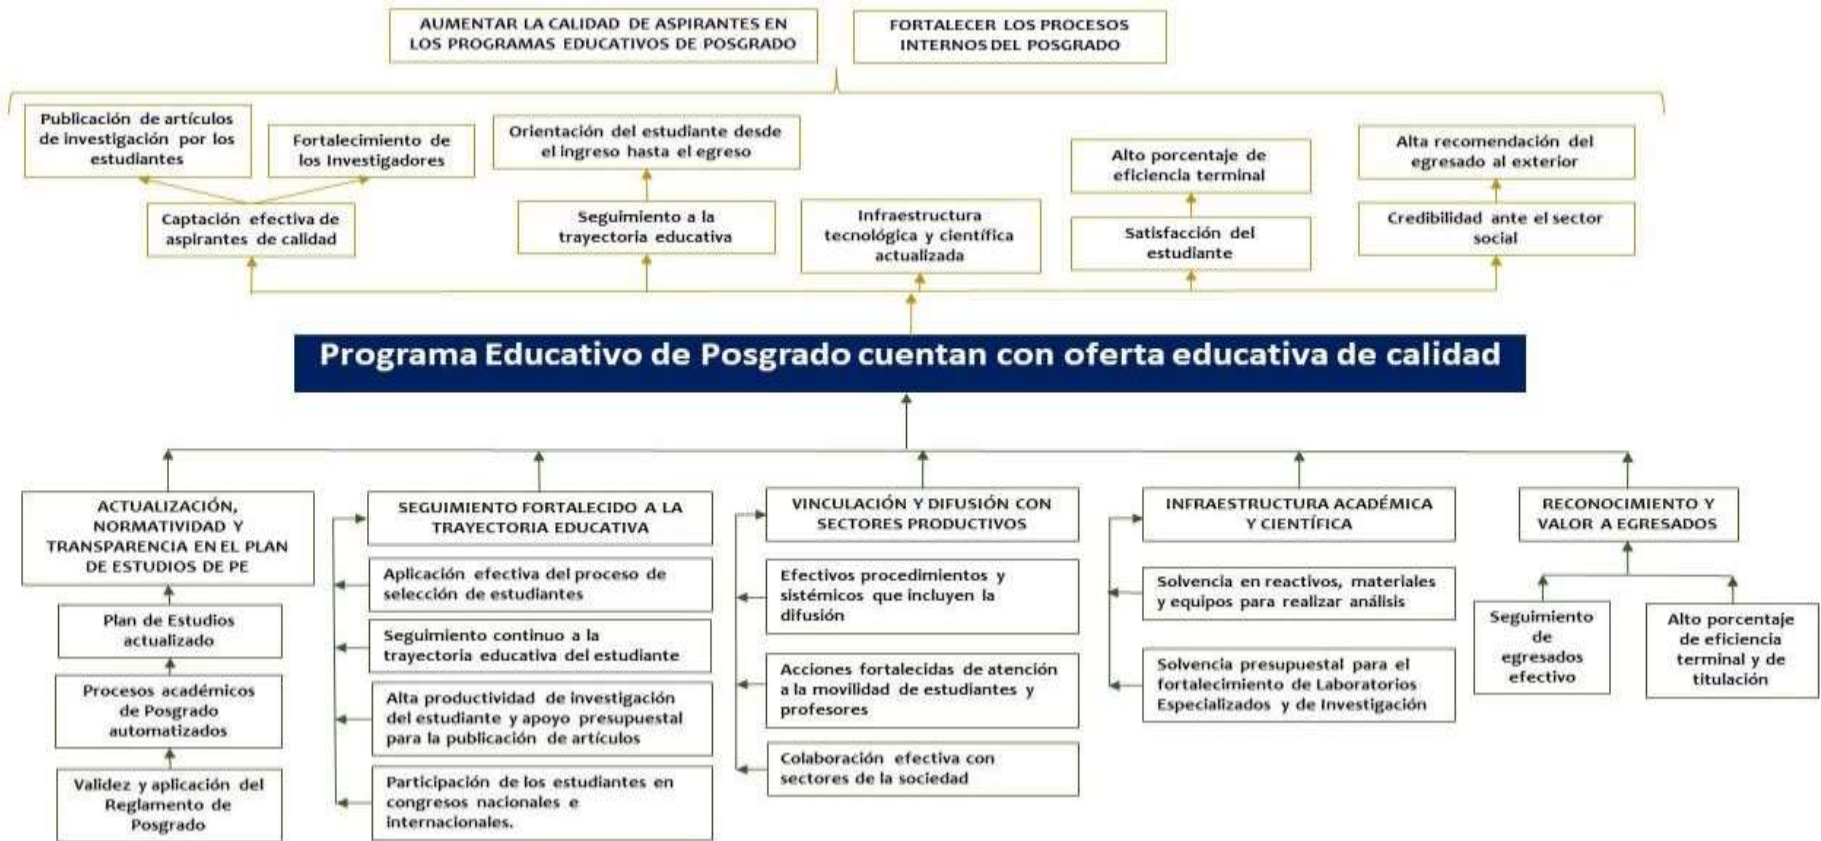 AUMENTAR LA CALIDAD DE ASPIRANTES EN
LOS PROGRAMAS EDUCATIVOS DE POSGRADO
FORTALECER LOS PROCESOS
INTERNOS DEL POSGRADO
Publicación de artículos
de investigación por los
estudiantes
Fortalecimiento de
los Investigadores
Orientación del estudiante desde
el ingreso hasta el egreso
Alto porcentaje de
eficiencia terminal
Alta recomendación del
egresado al exterior
Captación efectiva de
aspirantes de calidad
Seguimiento a la
trayectoria educativa
Infraestructura
tecnológica y científica
actualizada
Satisfacción del
estudiante
Credibilidad ante el sector
social
Programa Educativo de Posgrado cuentan con oferta educativa de calidad
ACTUALIZACIÓN,
NORMATIVIDAD Y
TRANSPARENCIA EN EL PLAN
DE ESTUDIOS DE PE
Plan de Estudios
actualizado
Procesos académicos
de Posgrado
automatizados
Validez y aplicación del
Reglamento de
Posgrado
SEGUIMIENTO FORTALECIDO A LA
TRAYECTORIA EDUCATIVA
Aplicación efectiva del proceso de
selección de estudiantes
Seguimiento continuo a la
trayectoria educativa del estudiante
Alta productividad de investigación
del estudiante y apoyo presupuestal
para la publicación de artículos
Participación de los estudiantes en
congresos nacionales e
internacionales.
VINCULACIÓN Y DIFUSIÓN CON
SECTORES PRODUCTIVOS
Efectivos procedimientos y
sistémicos que incluyen la
difusión
Acciones fortalecidas de atención
a la movilidad de estudiantes y
profesores
Colaboración efectiva con
sectores de la sociedad
INFRAESTRUCTURA ACADÉMICA
Y CIENTÍFICA
Solvencia en reactivos, materiales
y equipos para realizar análisis
Solvencia presupuestal para el
fortalecimiento de Laboratorios
Especializados y de Investigación
RECONOCIMIENTO Y
VALOR A EGRESADOS
Seguimiento
de
egresados
efectivo
Alto porcentaje
de eficiencia
terminal y de
titulación